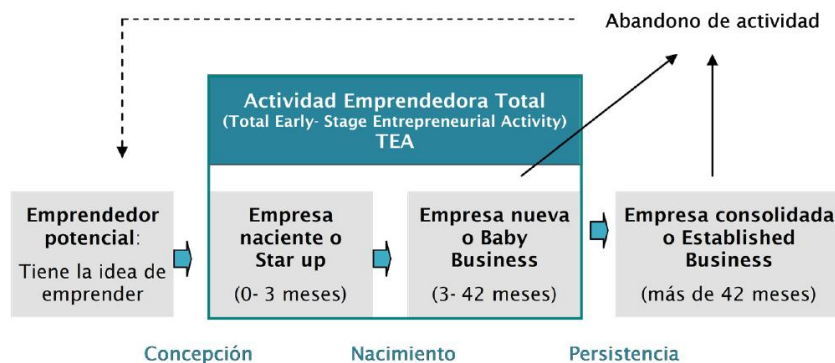 Abandono de actividad
Actividad Emprendedora Total
(Total Early- Stage Entrepreneurial Activity)
TEA
Emprendedor
potencial:
Tiene la idea de
emprender
Empresa
naciente o
Star up
(0- 3 meses)
Empresa nueva
o Baby
Business
(3- 42 meses)
Empresa consolidada
o Established
Business
(más de 42 meses)
Concepción
Nacimiento
Persistencia